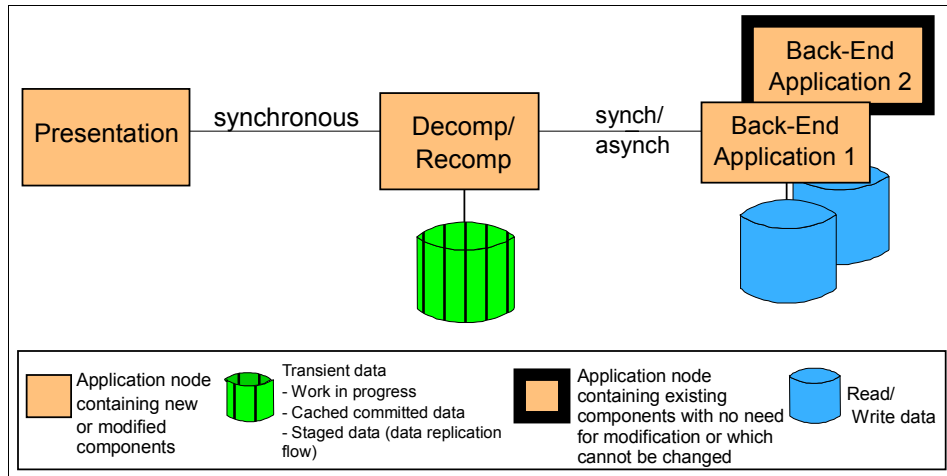 Back-End
Application 2
Presentation
synchronous
Decomp/
Recomp
synch/
asynch
Back-End
Application 1
Application node
containing new
or modified
components
Transient data
- Work in progress
- Cached committed data
- Staged data (data replication
flow)
Application node
containing existing
components with no need
for modification or which
cannot be changed
Read/
Write data